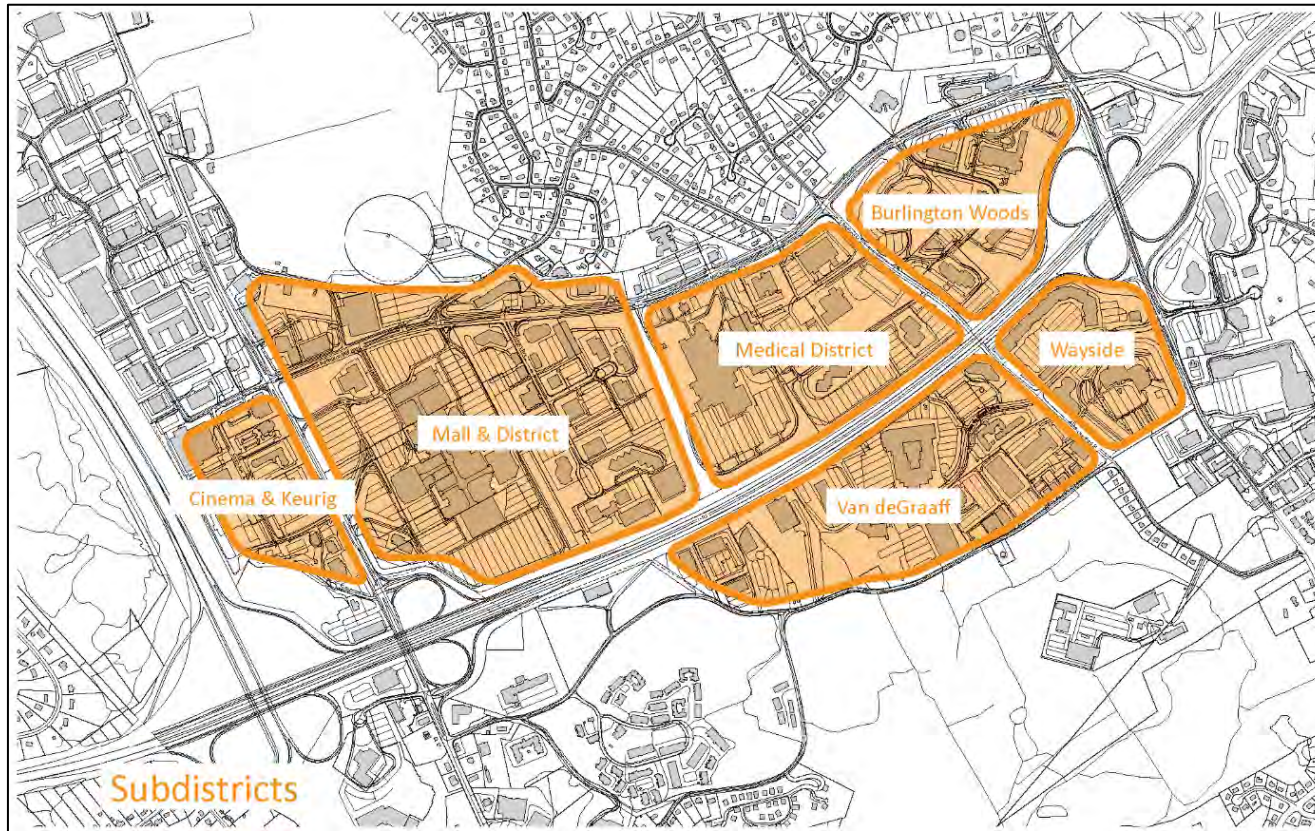 Burlington Woods
Medical District
Wayside
Mall & District
Cinema & Keurig
Van deGraaff
Subdistricts